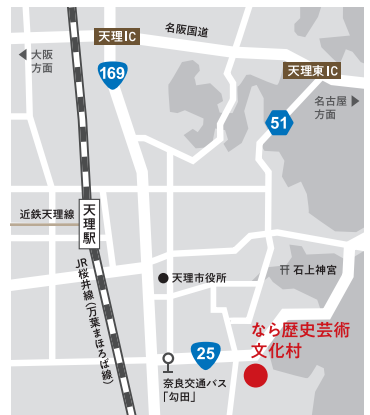 名阪国道
天理IC
大阪
方面
169
天理東IC
名古屋
方面
51
近鉄天理線
天理駅
JR桜井線(万葉まほろば線)
天理市役所
石上神宮
なら歴史芸術
文化村
25
奈良交通バス
「勾田」